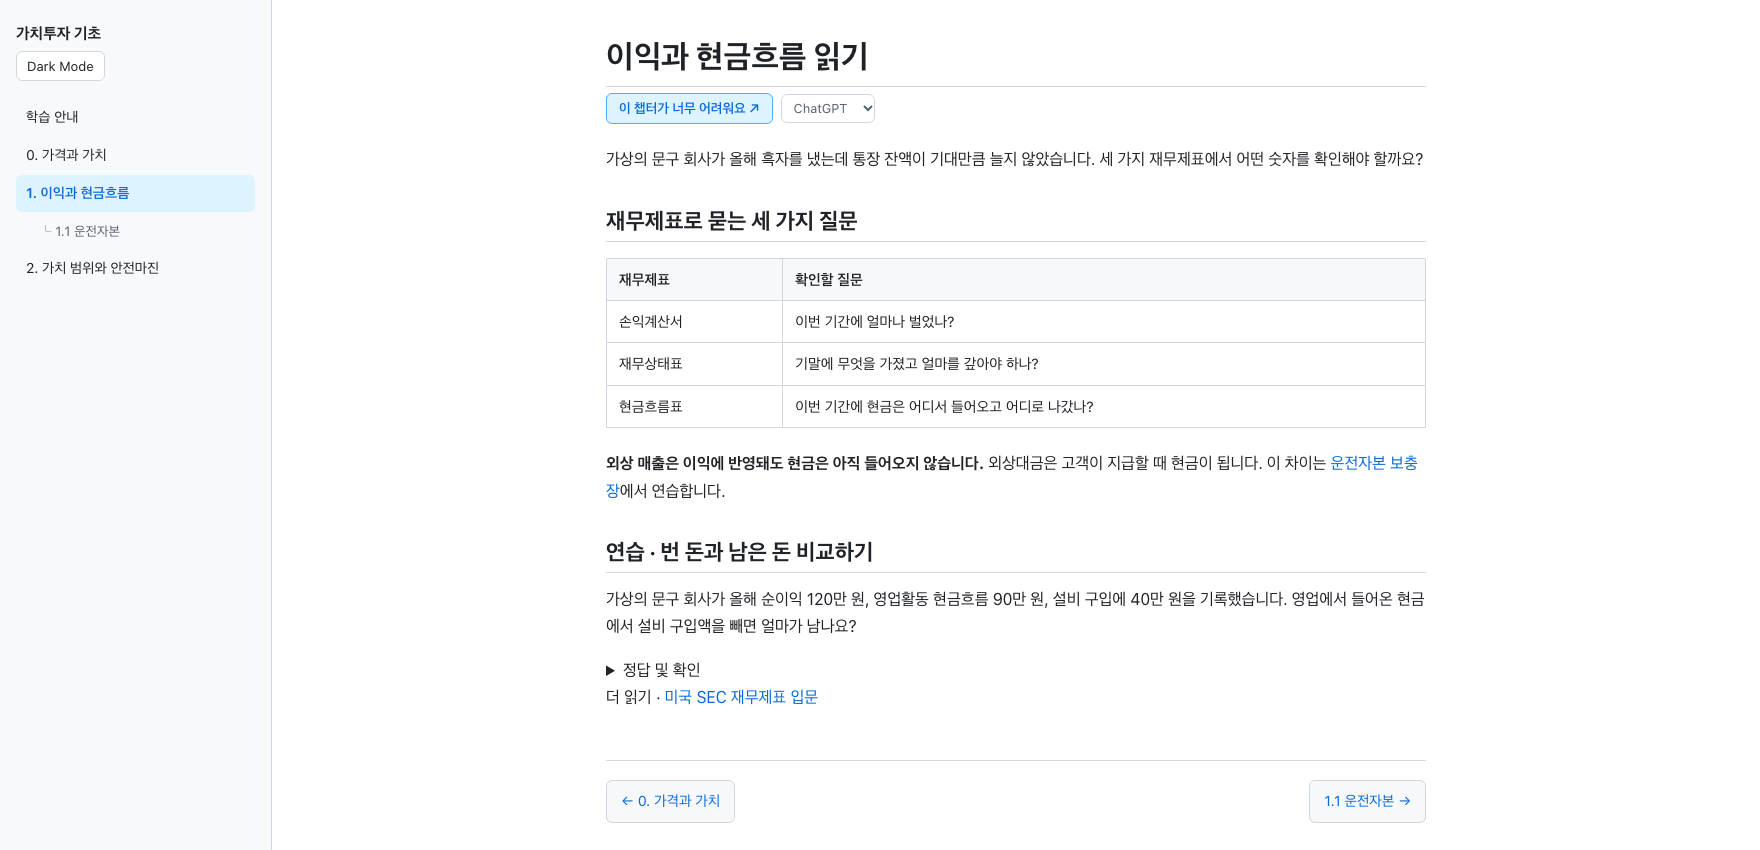 가치투자 기초
Dark Mode
학습 안내
0. 가격과 가치
1. 이익과 현금흐름
└ 1.1 운전자본
2. 가치 범위와 안전마진
이익과 현금흐름 읽기
이 챕터가 너무 어려워요 ↗
ChatGPT
가상의 문구 회사가 올해 흑자를 냈는데 통장 잔액이 기대만큼 늘지 않았습니다. 세 가지 재무제표에서 어떤 숫자를 확인해야 할까요?
재무제표로 묻는 세 가지 질문
재무제표 확인할 질문
손익계산서 이번 기간에 얼마나 벌었나?
재무상태표 기말에 무엇을 가졌고 얼마를 갚아야 하나?
현금흐름표 이번 기간에 현금은 어디서 들어오고 어디로 나갔나?
외상 매출은 이익에 반영돼도 현금은 아직 들어오지 않습니다. 외상대금은 고객이 지급할 때 현금이 됩니다. 이 차이는 운전자본 보충
장에서 연습합니다.
연습 · 번 돈과 남은 돈 비교하기
가상의 문구 회사가 올해 순이익 120만 원, 영업활동 현금흐름 90만 원, 설비 구입에 40만 원을 기록했습니다. 영업에서 들어온 현금
에서 설비 구입액을 빼면 얼마가 남나요?
▶ 정답 및 확인
더 읽기 · 미국 SEC 재무제표 입문
← 0. 가격과 가치
1.1 운전자본 →